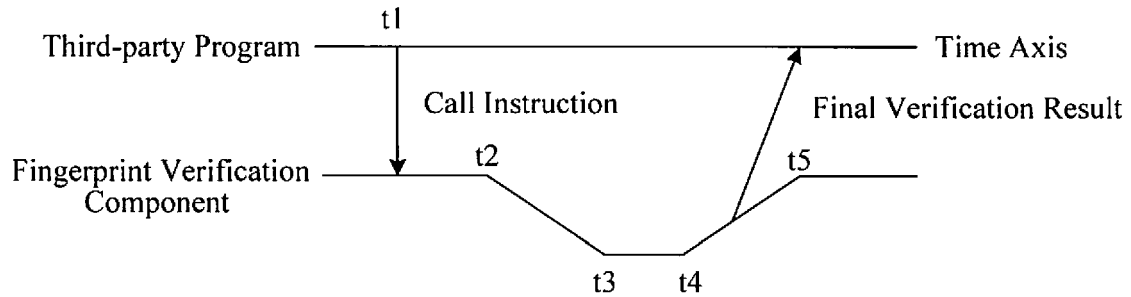 t1
Third-party Program
Time Axis
Call Instruction
Final Verification Result
t2
t5
Fingerprint Verification
Component
t3
t4